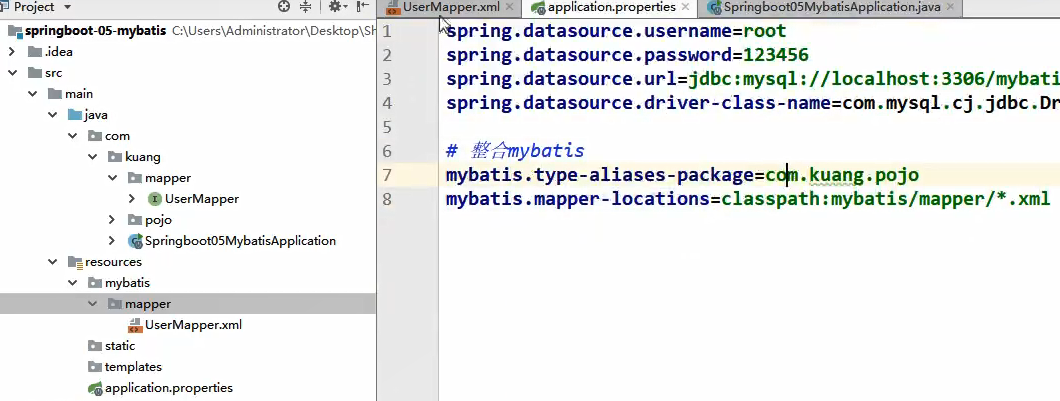 Project
springboot-05-mybatis C:\Users\Administrator\Desktop\Sh
.idea
src
main
java
com
kuang
mapper
UserMapper
pojo
Springboot05MybatisApplication
resources
mybatis
mapper
UserMapper.xml
static
templates
application.properties
UserMapper.xml application.properties Springboot05MybatisApplication.java
1 spring.datasource.username=root
2 spring.datasource.password=123456
3 spring.datasource.url=jdbc:mysql://localhost:3306/mybati
4 spring.datasource.driver-class-name=com.mysql.cj.jdbc.Dr
5
6 # 整合mybatis
7 mybatis.type-aliases-package=com.kuang.pojo
8 mybatis.mapper-locations=classpath:mybatis/mapper/*.xml